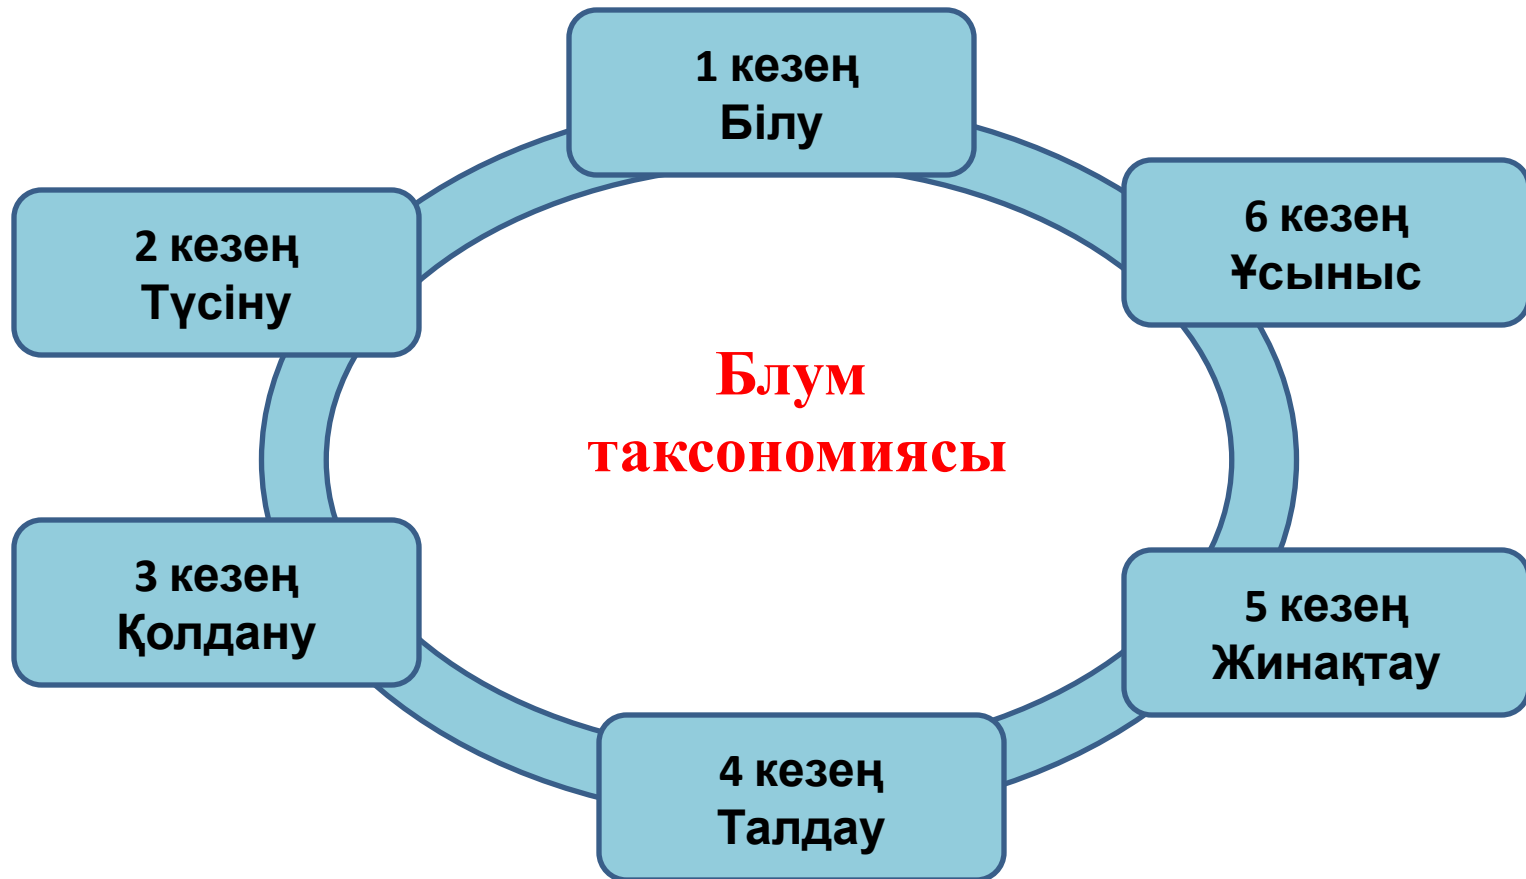 1 кезең
Білу
2 кезең
Түсіну
3 кезең
Қолдану
4 кезең
Талдау
5 кезең
Жинақтау
6 кезең
Ұсыныс
Блум
таксономиясы